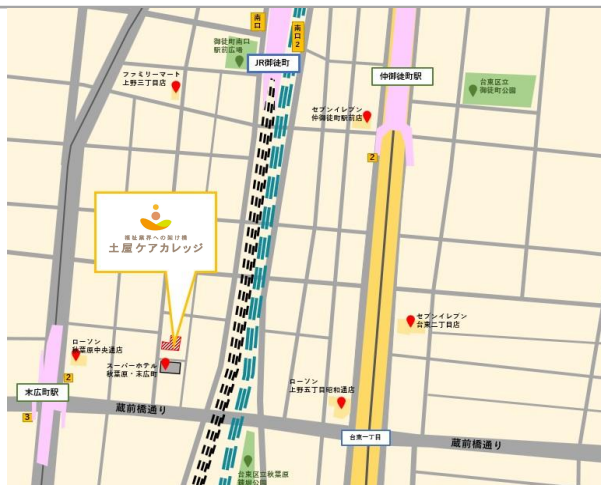 南
口
南
口
2
御徒町南口
駅前広場
JR御徒町
ファミリーマート
上野三丁目店
仲御徒町駅
台東区立
御徒町公園
セブンイレブン
仲御徒町駅前店
2
福祉業界への架け橋
土屋ケアカレッジ
セブンイレブン
台東二丁目店
ローソン
秋葉原中央通店
スーパーホテル
秋葉原・末広町
2
末広町駅
3
ローソン
上野五丁目昭和通店
蔵前橋通り
台東一丁目
蔵前橋通り
台東区立秋葉原
練塀公園